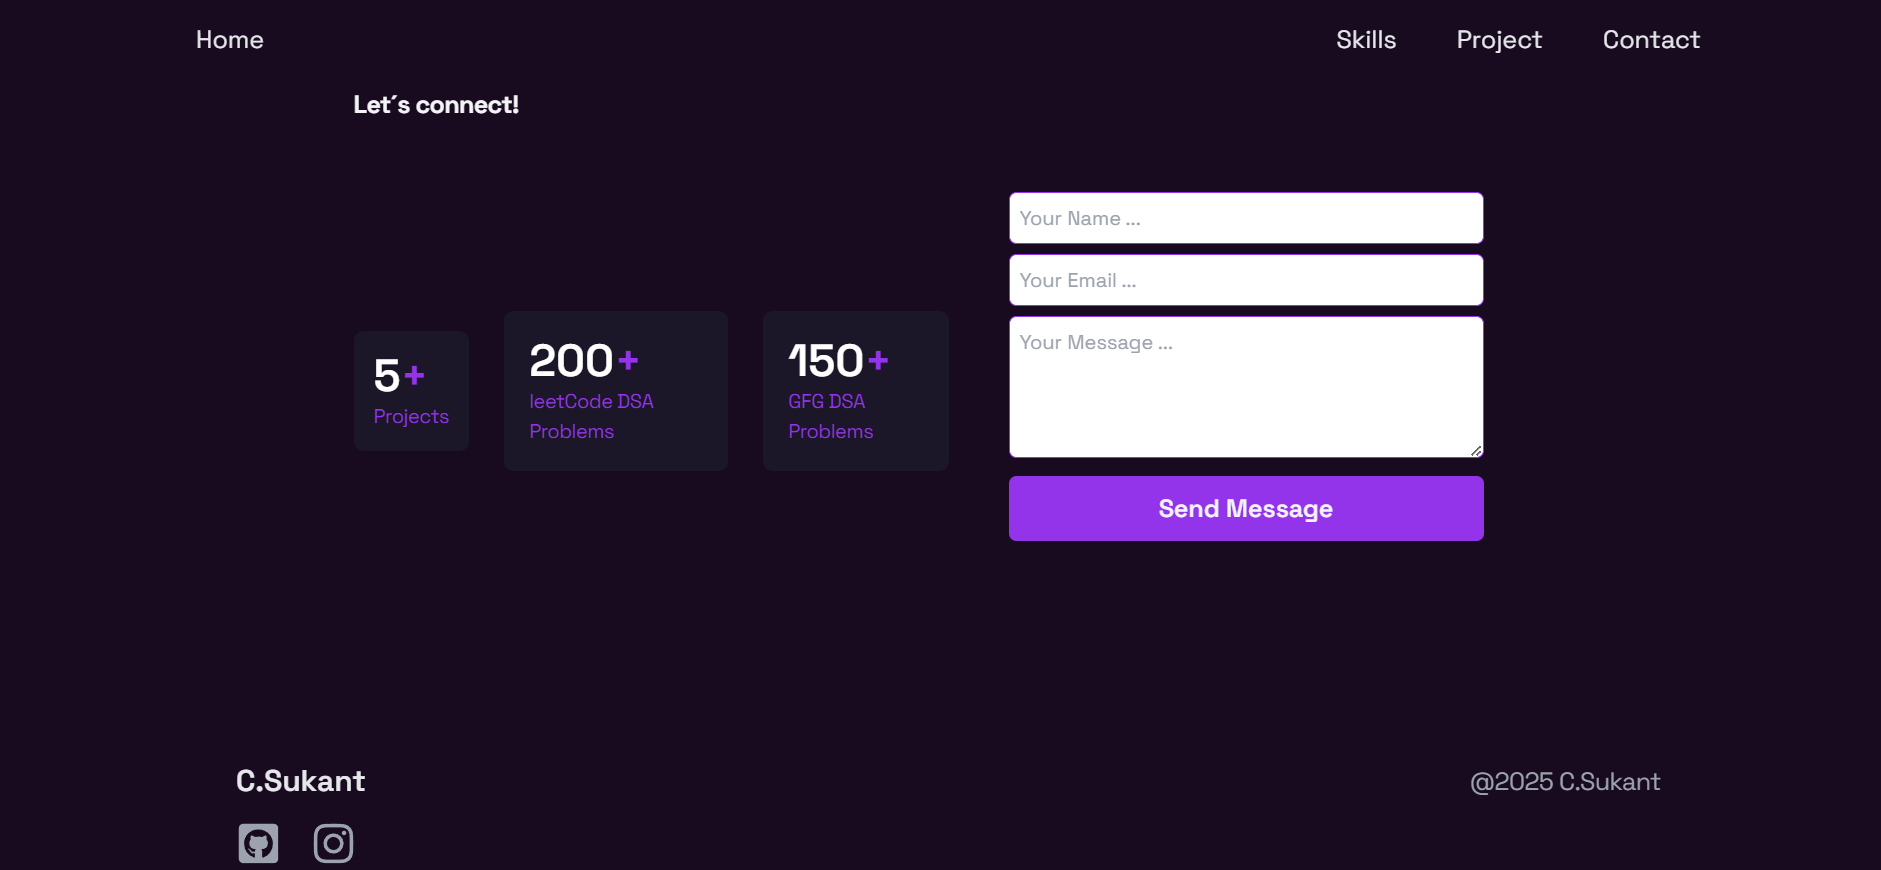 Home
Skills
Project
Contact
Let´s connect!
5+
Projects
200+
leetCode DSA
Problems
150+
GFG DSA
Problems
Your Name ...
Your Email ...
Your Message ...
Send Message
C.Sukant
@2025 C.Sukant